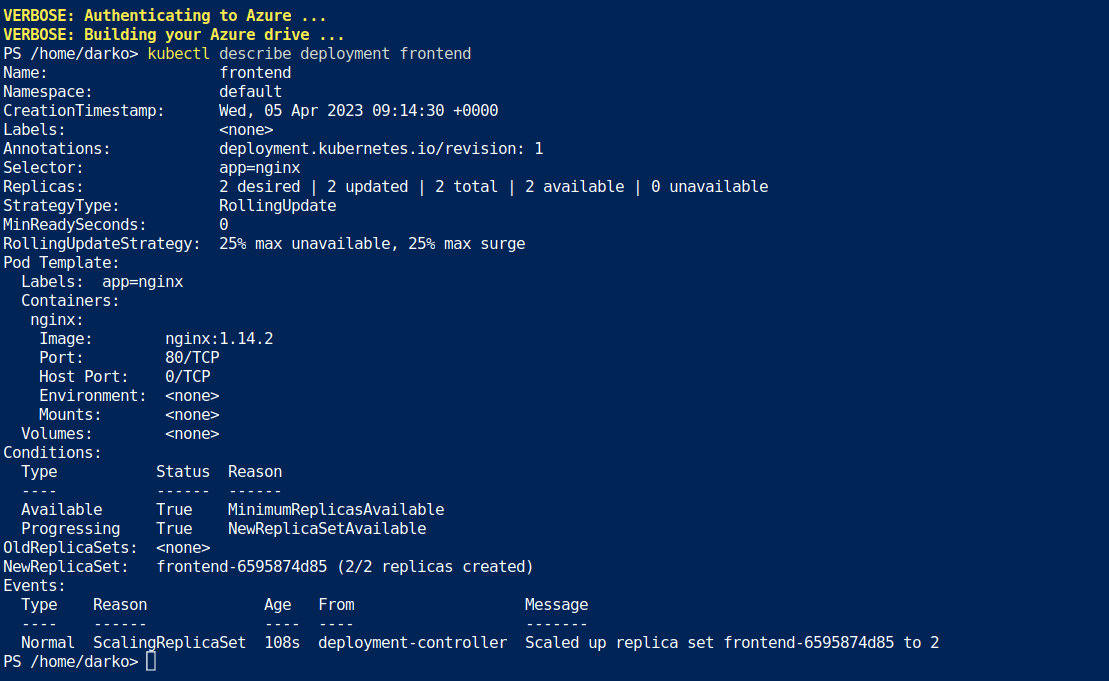 VERBOSE: Authenticating to Azure ...
VERBOSE: Building your Azure drive ...
PS /home/darko> kubectl describe deployment frontend
Name:                   frontend
Namespace:              default
CreationTimestamp:      Wed, 05 Apr 2023 09:14:30 +0000
Labels:                 <none>
Annotations:            deployment.kubernetes.io/revision: 1
Selector:               app=nginx
Replicas:               2 desired | 2 updated | 2 total | 2 available | 0 unavailable
StrategyType:           RollingUpdate
MinReadySeconds:        0
RollingUpdateStrategy:  25% max unavailable, 25% max surge
Pod Template:
  Labels:  app=nginx
  Containers:
   nginx:
    Image:        nginx:1.14.2
    Port:         80/TCP
    Host Port:    0/TCP
    Environment:  <none>
    Mounts:       <none>
  Volumes:        <none>
Conditions:
  Type           Status  Reason
  ----           ------  ------
  Available      True    MinimumReplicasAvailable
  Progressing    True    NewReplicaSetAvailable
OldReplicaSets:  <none>
NewReplicaSet:   frontend-6595874d85 (2/2 replicas created)
Events:
  Type    Reason             Age   From                   Message
  ----    ------             ----  ----                   -------
  Normal  ScalingReplicaSet  108s  deployment-controller  Scaled up replica set frontend-6595874d85 to 2
PS /home/darko>